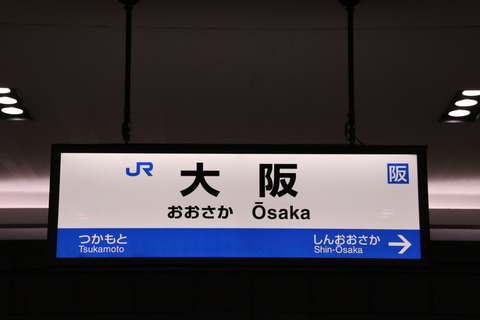 JR 大阪 阪
おおさか Ōsaka
つかもと しんおおさか →
Tsukamoto Shin-Ōsaka